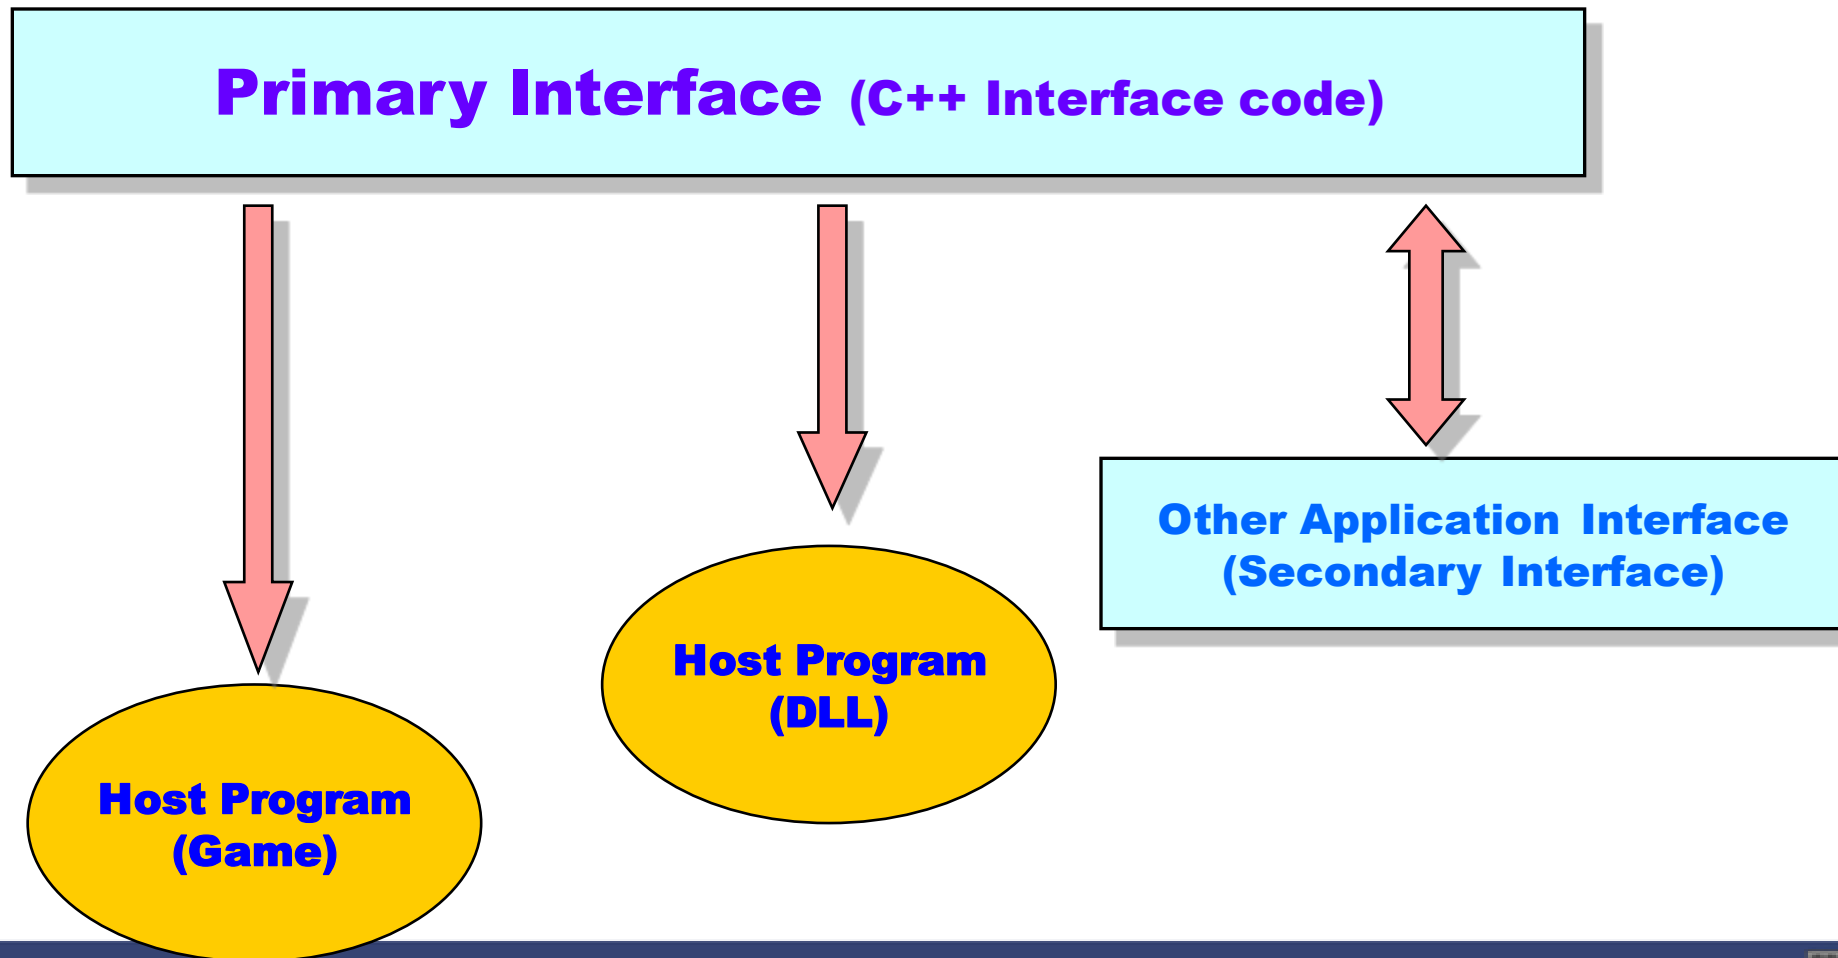 Primary Interface (C++ Interface code)
Other Application Interface
(Secondary Interface)
Host Program
(DLL)
Host Program
(Game)